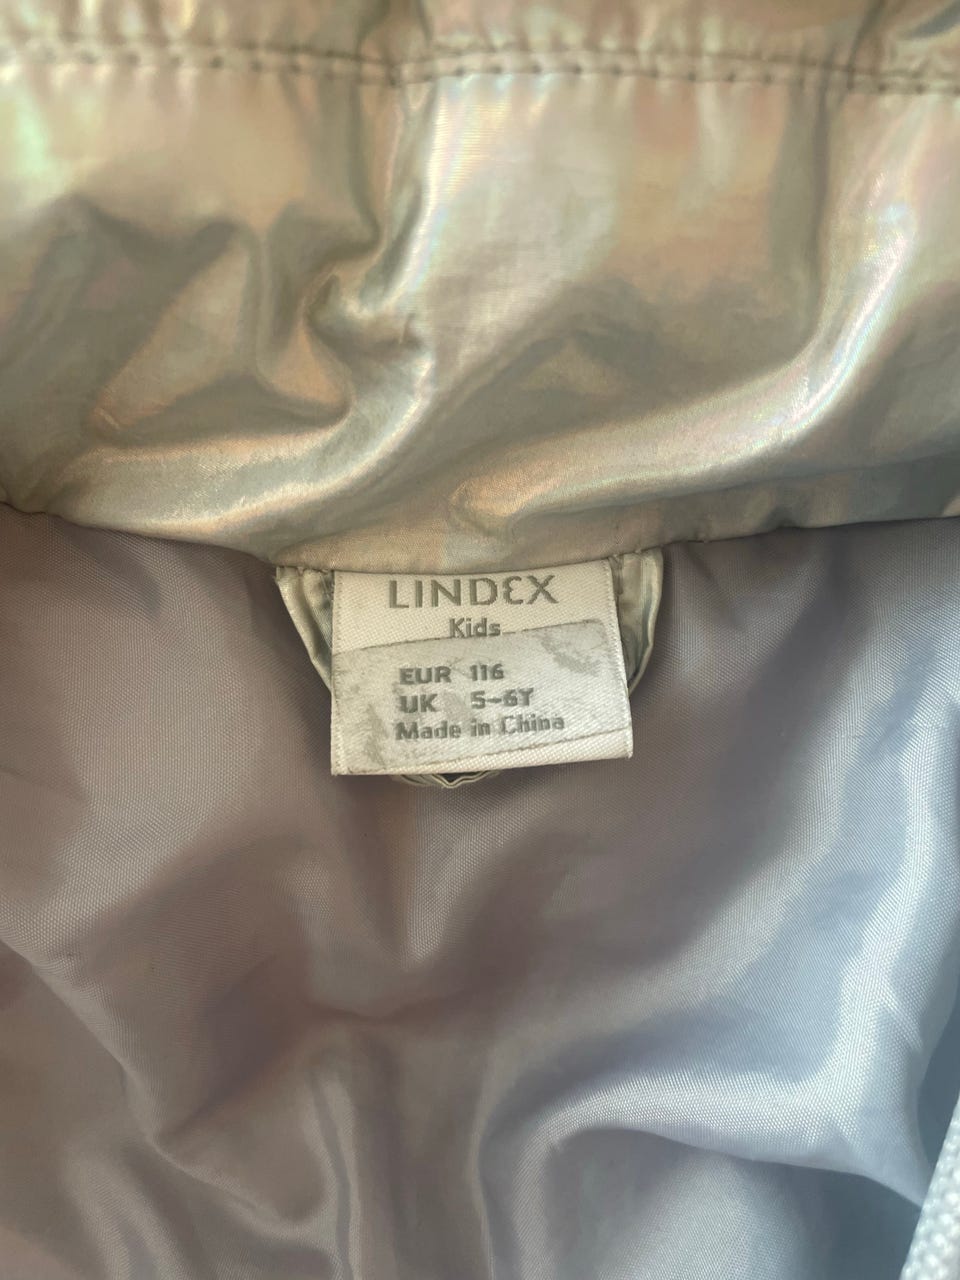 LINDEX
Kids
EUR 116
UK 5-6Y
Made in China